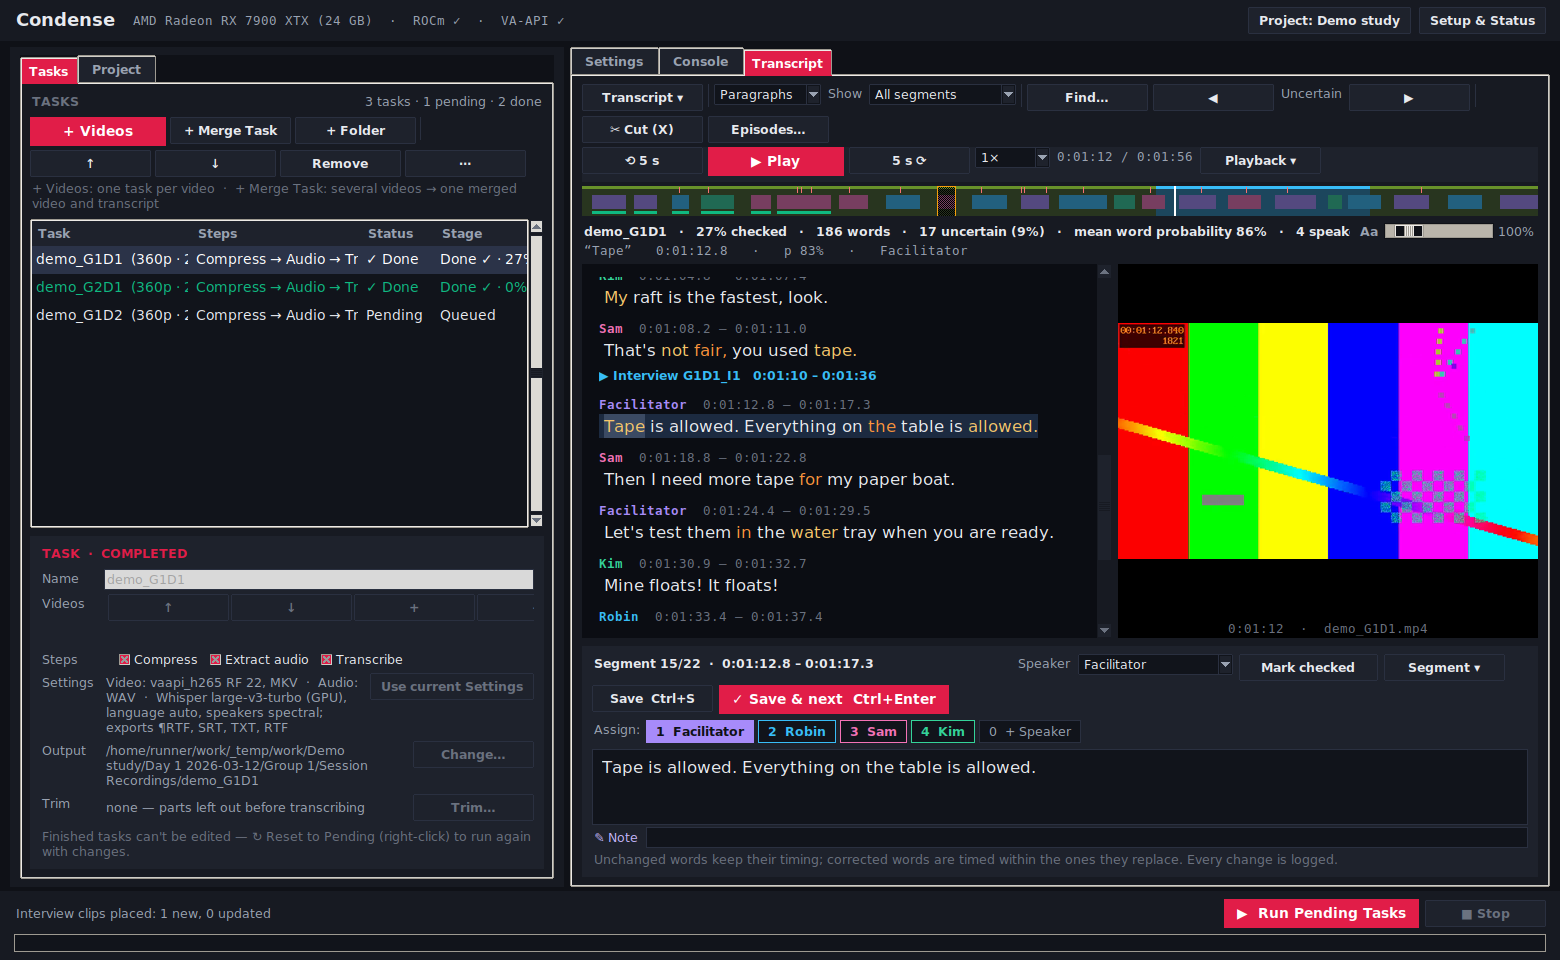 Condense AMD Radeon RX 7900 XTX (24 GB) · ROCm ✓ · VA-API ✓ Project: Demo study Setup & Status
Tasks Project
TASKS 3 tasks · 1 pending · 2 done
+ Videos + Merge Task + Folder
↑ ↓ Remove ⋯
+ Videos: one task per video · + Merge Task: several videos → one merged
video and transcript
Task Steps Status Stage
demo_G1D1 (360p · 2 Compress → Audio → Tr ✓ Done Done ✓ · 27%
demo_G2D1 (360p · 2 Compress → Audio → Tr ✓ Done Done ✓ · 0%
demo_G1D2 (360p · 2 Compress → Audio → Tr Pending Queued
TASK · COMPLETED
Name demo_G1D1
Videos ↑ ↓ +
Steps Compress Extract audio Transcribe
Settings Video: vaapi_h265 RF 22, MKV · Audio:
WAV · Whisper large-v3-turbo (GPU),
language auto, speakers spectral;
exports ¶RTF, SRT, TXT, RTF
Use current Settings
Output /home/runner/work/_temp/work/Demo
study/Day 1 2026-03-12/Group 1/Session
Recordings/demo_G1D1
Change…
Trim none — parts left out before transcribing Trim…
Finished tasks can't be edited — ↻ Reset to Pending (right-click) to run again
with changes.
Settings Console Transcript
Transcript ▾ Paragraphs Show All segments Find… ◀ Uncertain ▶
✂ Cut (X) Episodes…
⟲ 5 s ▶ Play 5 s ⟳ 1× 0:01:12 / 0:01:56 Playback ▾
demo_G1D1 · 27% checked · 186 words · 17 uncertain (9%) · mean word probability 86% · 4 speak Aa 100%
“Tape” 0:01:12.8 · p 83% · Facilitator
Kim 0:01:04.8 — 0:01:07.4
My raft is the fastest, look.
Sam 0:01:08.2 — 0:01:11.0
That's not fair, you used tape.
▶ Interview G1D1_I1 0:01:10 – 0:01:36
Facilitator 0:01:12.8 — 0:01:17.3
Tape is allowed. Everything on the table is allowed.
Sam 0:01:18.8 — 0:01:22.8
Then I need more tape for my paper boat.
Facilitator 0:01:24.4 — 0:01:29.5
Let's test them in the water tray when you are ready.
Kim 0:01:30.9 — 0:01:32.7
Mine floats! It floats!
Robin 0:01:33.4 — 0:01:37.4
00:01:12.840
1821
0:01:12 · demo_G1D1.mp4
Segment 15/22 · 0:01:12.8 – 0:01:17.3 Speaker Facilitator Mark checked Segment ▾
Save Ctrl+S ✓ Save & next Ctrl+Enter
Assign: 1 Facilitator 2 Robin 3 Sam 4 Kim 0 + Speaker
Tape is allowed. Everything on the table is allowed.
✎ Note
Unchanged words keep their timing; corrected words are timed within the ones they replace. Every change is logged.
Interview clips placed: 1 new, 0 updated ▶ Run Pending Tasks ■ Stop